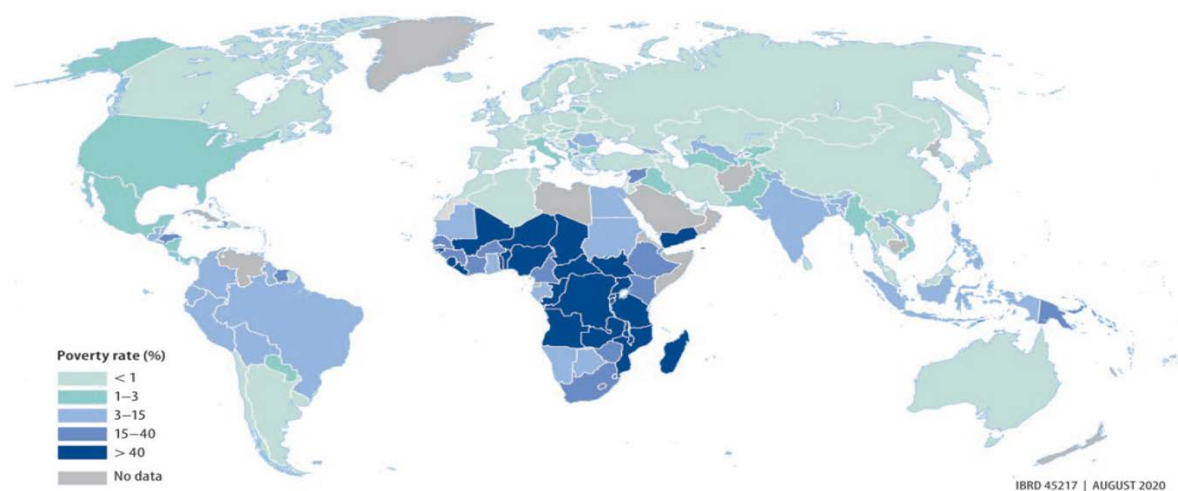 Poverty rate (%)
< 1
1–3
3–15
15–40
> 40
No data
IBRD 45217 | AUGUST 2020